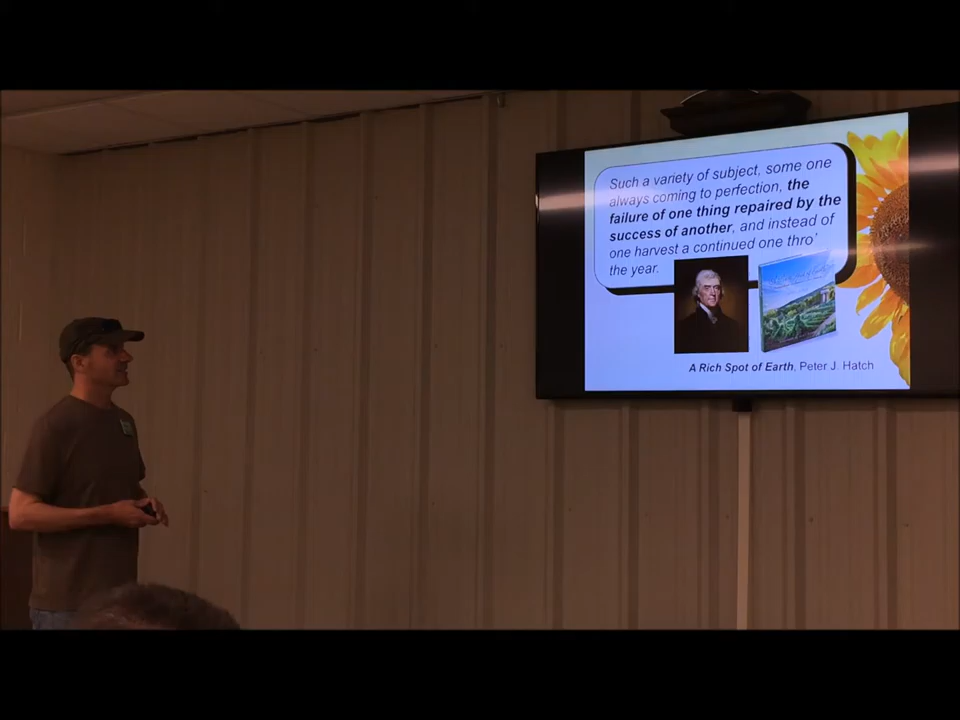 Such a variety of subject, some one
always coming to perfection, the
failure of one thing repaired by the
success of another, and instead of
one harvest a continued one thro'
the year.
A Rich Spot of Earth, Peter J. Hatch